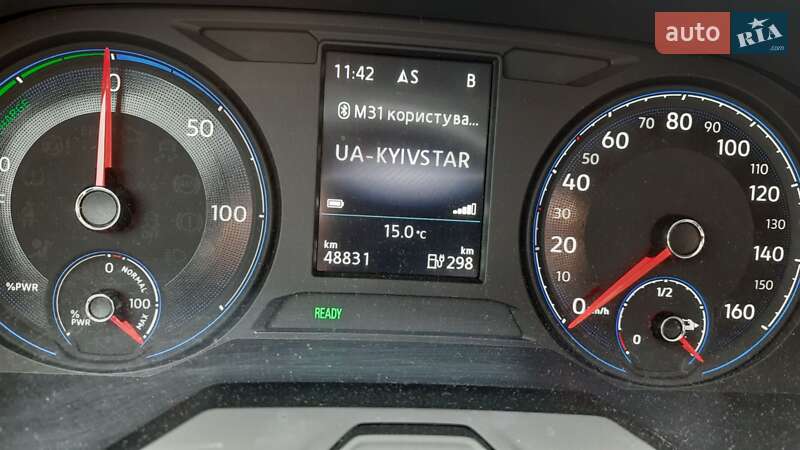 auto RIA
.com
CHARGE
0
50
100
%PWR
0
NORMAL
100
MAX
%
PWR
11:42 S B
M31 користува...
UA-KYIVSTAR
15.0 °C
km
48831
km
298
READY
0
10
20
30
40
50
60
70
80
90
100
110
120
130
140
150
160
km/h
0
1/2